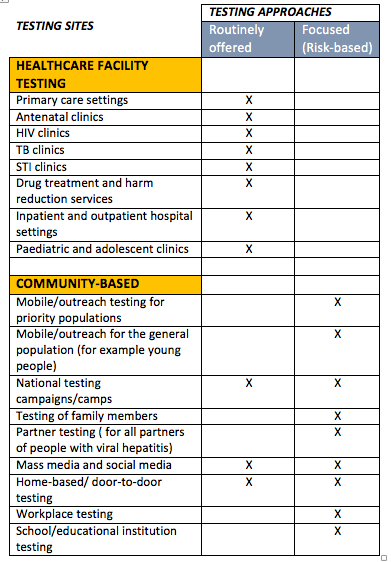 TESTING SITES
TESTING APPROACHES
Routinely
offered
Focused
(Risk-based)
HEALTHCARE FACILITY
TESTING
Primary care settings X
Antenatal clinics X
HIV clinics X
TB clinics X
STI clinics X
Drug treatment and harm X
reduction services
Inpatient and outpatient hospital X
settings
Paediatric and adolescent clinics X
COMMUNITY-BASED
Mobile/outreach testing for X
priority populations
Mobile/outreach for the general X
population (for example young
people)
National testing X X
campaigns/camps
Testing of family members X
Partner testing ( for all partners X
of people with viral hepatitis)
Mass media and social media X X
Home-based/ door-to-door X X
testing
Workplace testing X
School/educational institution X
testing